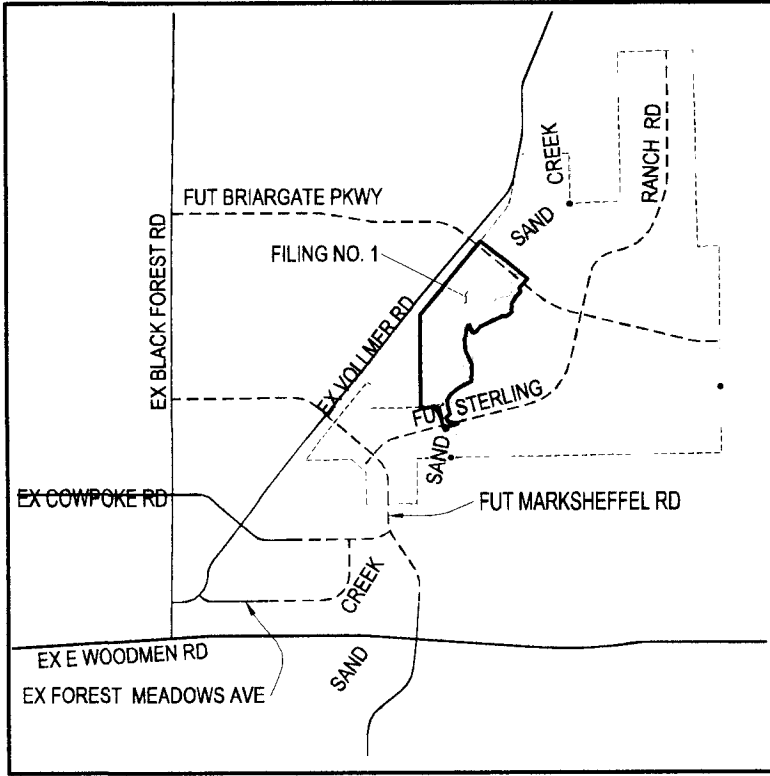 CREEK
RANCH RD
FUT BRIARGATE PKWY
SAND
FILING NO. 1
EX BLACK FOREST RD
EX VOLLMER RD
FUT STERLING
SAND
EX COWPOKE RD
FUT MARKSHEFFEL RD
CREEK
EX E WOODMEN RD
SAND
EX FOREST MEADOWS AVE